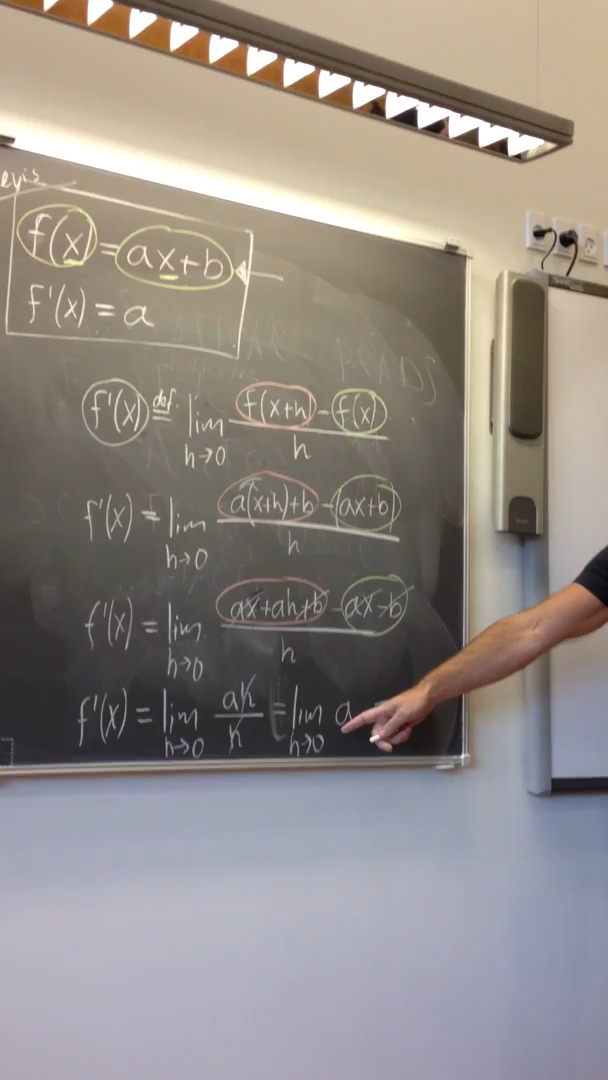 f(x) = ax+b
f'(x) = a
f'(x) def. = lim h→0 f(x+h) - f(x) / h
f'(x) = lim h→0 a(x+h)+b - (ax+b) / h
f'(x) = lim h→0 ax+ah+b - ax-b / h
f'(x) = lim h→0 ah / h = lim h→0 a